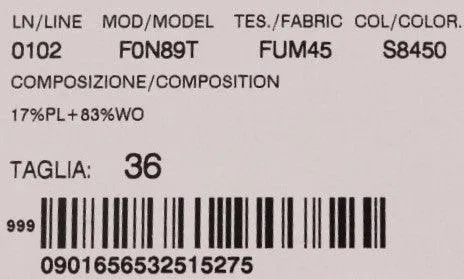 LN/LINE MOD/MODEL TES./FABRIC COL/COLOR.
0102 F0N89T FUM45 S8450
COMPOSIZIONE/COMPOSITION
17%PL+83%WO
TAGLIA: 36
999
0901656532515275